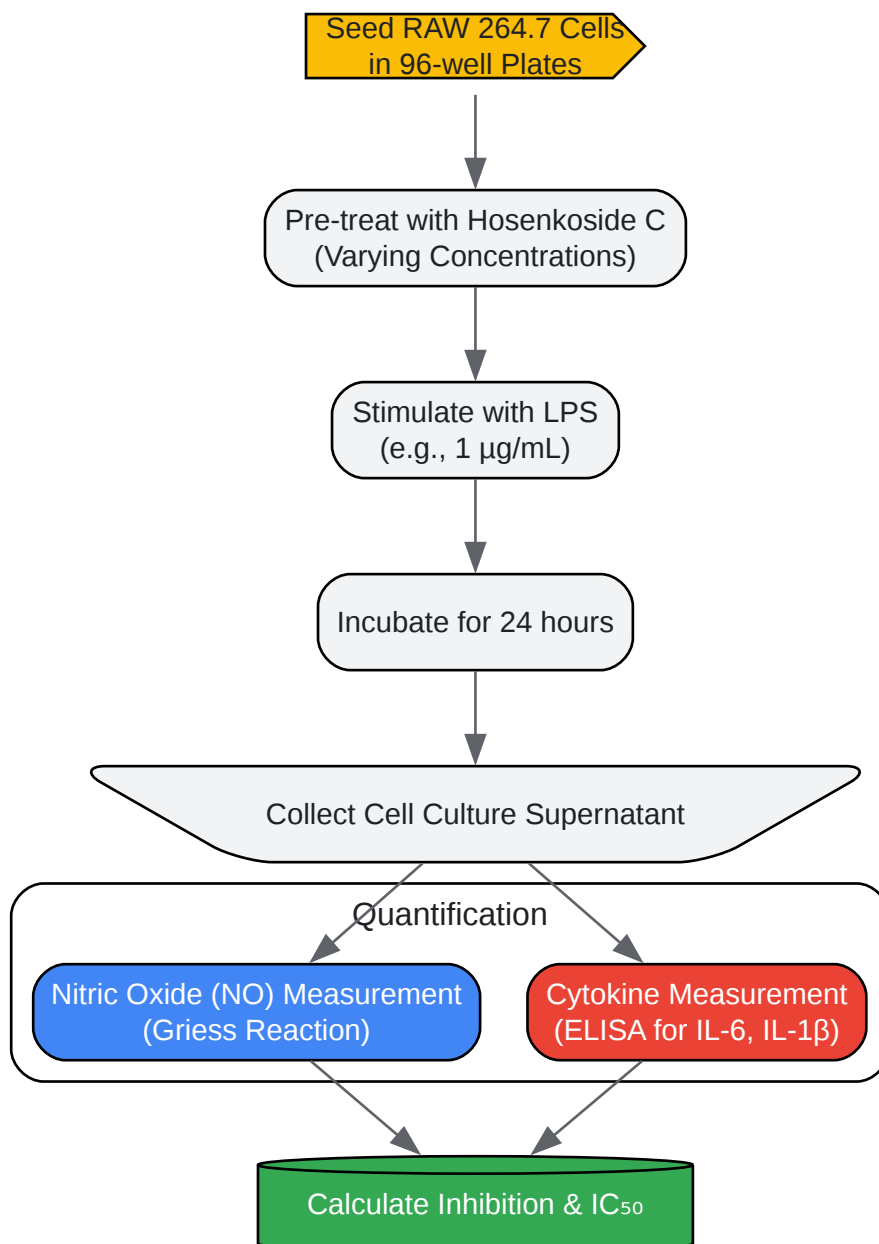 Seed RAW 264.7 Cells
in 96-well Plates
Pre-treat with Hosenkoside C
(Varying Concentrations)
Stimulate with LPS
(e.g., 1 µg/mL)
Incubate for 24 hours
Collect Cell Culture Supernatant
Quantification
Nitric Oxide (NO) Measurement
(Griess Reaction)
Cytokine Measurement
(ELISA for IL-6, IL-1β)
Calculate Inhibition & IC₅₀